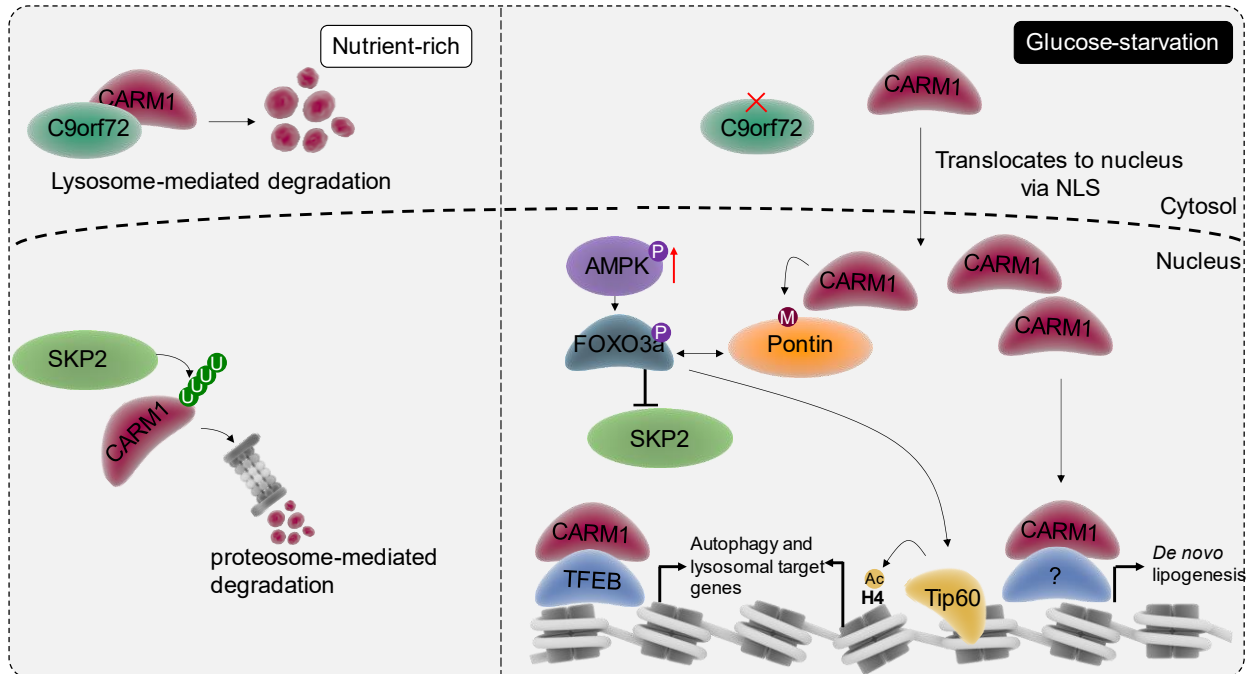 Nutrient-rich
CARM1
C9orf72
Lysosome-mediated degradation
SKP2
U
U
U
U
CARM1
proteosome-mediated
degradation
Glucose-starvation
CARM1
C9orf72
Translocates to nucleus
via NLS
Cytosol
Nucleus
AMPK
P
FOXO3a
P
SKP2
CARM1
M
Pontin
CARM1
CARM1
CARM1
TFEB
Autophagy and
lysosomal target
genes
Ac
H4
Tip60
CARM1
?
De novo
lipogenesis